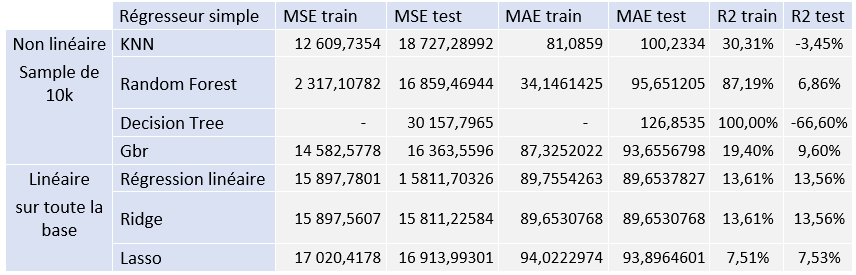 Régresseur simple MSE train MSE test MAE train MAE test R2 train R2 test
Non linéaire KNN 12 609,7354 18 727,28992 81,0859 100,2334 30,31% -3,45%
Sample de
10k
Random Forest 2 317,10782 16 859,46944 34,1461425 95,651205 87,19% 6,86%
Decision Tree - 30 157,7965 - 126,8535 100,00% -66,60%
Gbr 14 582,5778 16 363,5596 87,3252022 93,6556798 19,40% 9,60%
Linéaire Régression linéaire 15 897,7801 1 5811,70326 89,7554263 89,6537827 13,61% 13,56%
sur toute la
base
Ridge 15 897,5607 15 811,22584 89,6530768 89,6530768 13,61% 13,56%
Lasso 17 020,4178 16 913,99301 94,0222974 93,8964601 7,51% 7,53%